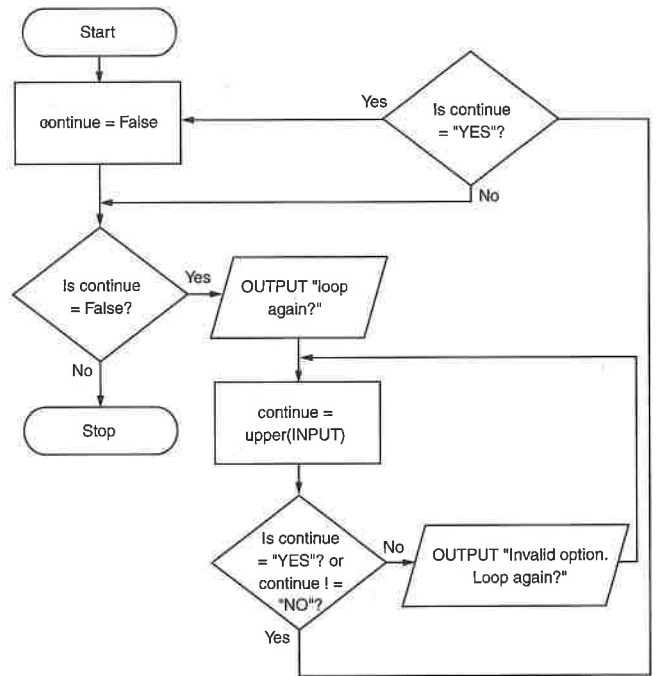 Start
continue = False
Yes
Is continue
= "YES"?
No
Is continue
= False?
Yes
OUTPUT "loop
again?"
No
Stop
continue =
upper(INPUT)
Is continue
= "YES"? or
continue ! =
"NO"?
No
OUTPUT "Invalid option.
Loop again?"
Yes